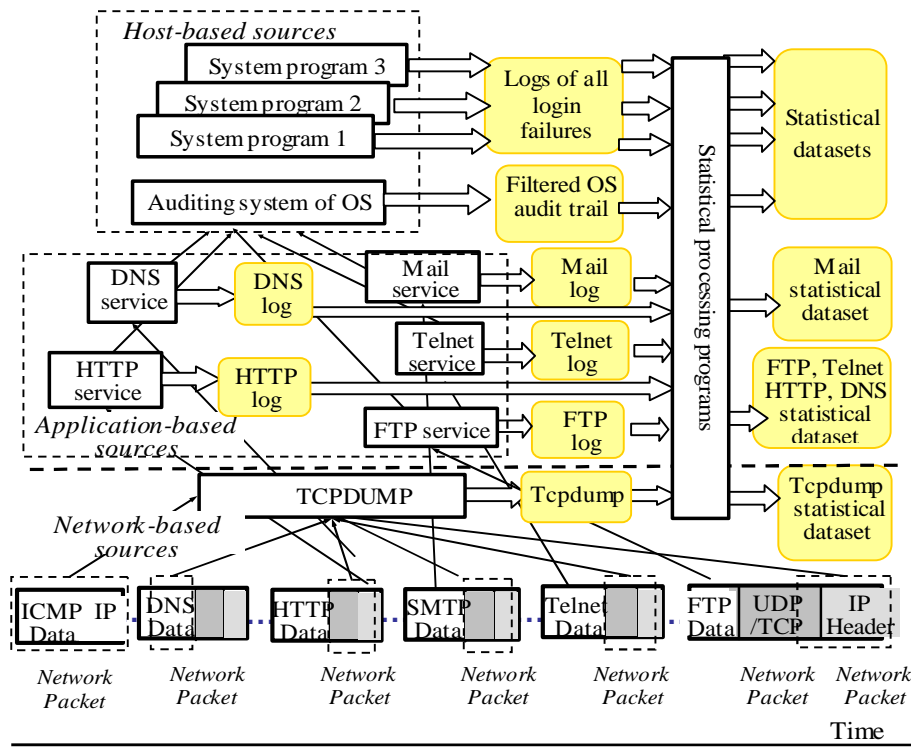 Host-based sources
System program 3
System program 2
System program 1
Auditing system of OS
Logs of all
login
failures
Filtered OS
audit trail
Statistical processing programs
Statistical
datasets
DNS
service
DNS
log
Mail
service
Mail
log
Mail
statistical
dataset
Telnet
service
Telnet
log
HTTP
service
HTTP
log
FTP, Telnet
HTTP, DNS
statistical
dataset
Application-based
sources
FTP service
FTP
log
TCPDUMP
Tcpdump
Tcpdump
statistical
dataset
Network-based
sources
ICMP IP
Data
DNS
Data
HTTP
Data
SMTP
Data
Telnet
Data
FTP
Data
UDP
/TCP
IP
Header
Network
Packet
Network
Packet
Network
Packet
Network
Packet
Network
Packet
Network
Packet
Network
Packet
Time